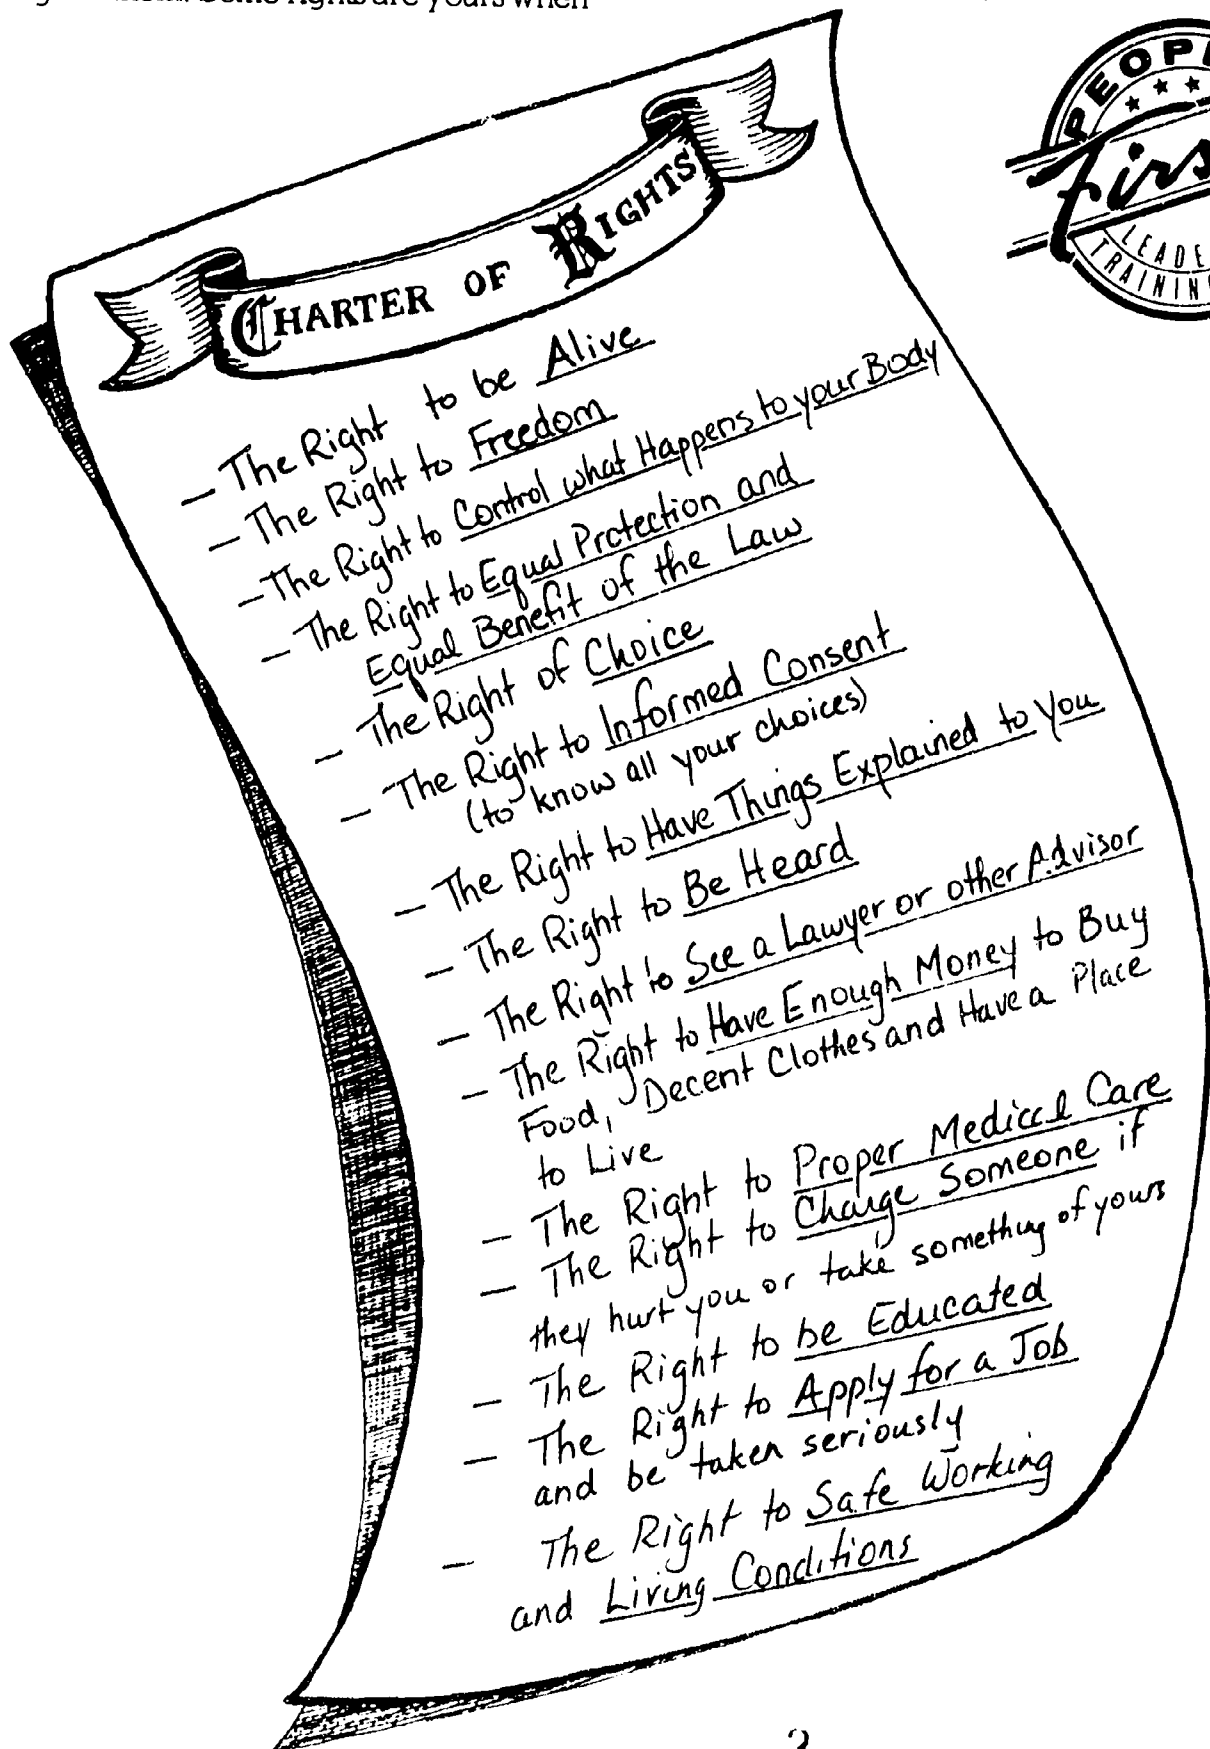 rights are yours when
PEOP
firs
LEADE
TRAININ
CHARTER OF RIGHTS
— The Right to be Alive
— The Right to Freedom
— The Right to Control what Happens to your Body
— The Right to Equal Protection and
Equal Benefit of the Law
— The Right of Choice
— The Right to Informed Consent
(to know all your choices)
— The Right to Have Things Explained to You
— The Right to Be Heard
— The Right to See a Lawyer or other Advisor
— The Right to Have Enough Money to Buy
Food, Decent Clothes and Have a Place
to Live
— The Right to Proper Medical Care
— The Right to Charge Someone if
they hurt you or take something of yours
— The Right to be Educated
— The Right to Apply for a Job
and be taken seriously
— The Right to Safe Working
and Living Conditions